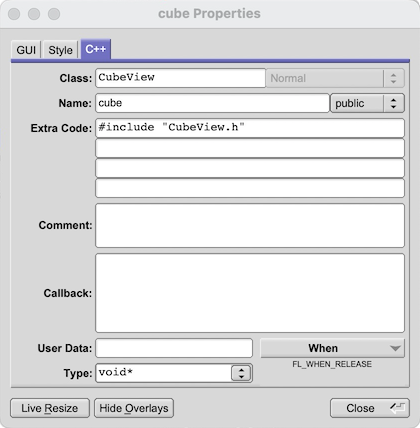 cube Properties
GUI Style C++
Class: CubeView Normal
Name: cube public
Extra Code: #include "CubeView.h"
Comment:
Callback:
User Data: When
FL_WHEN_RELEASE
Type: void*
Live Resize Hide Overlays Close